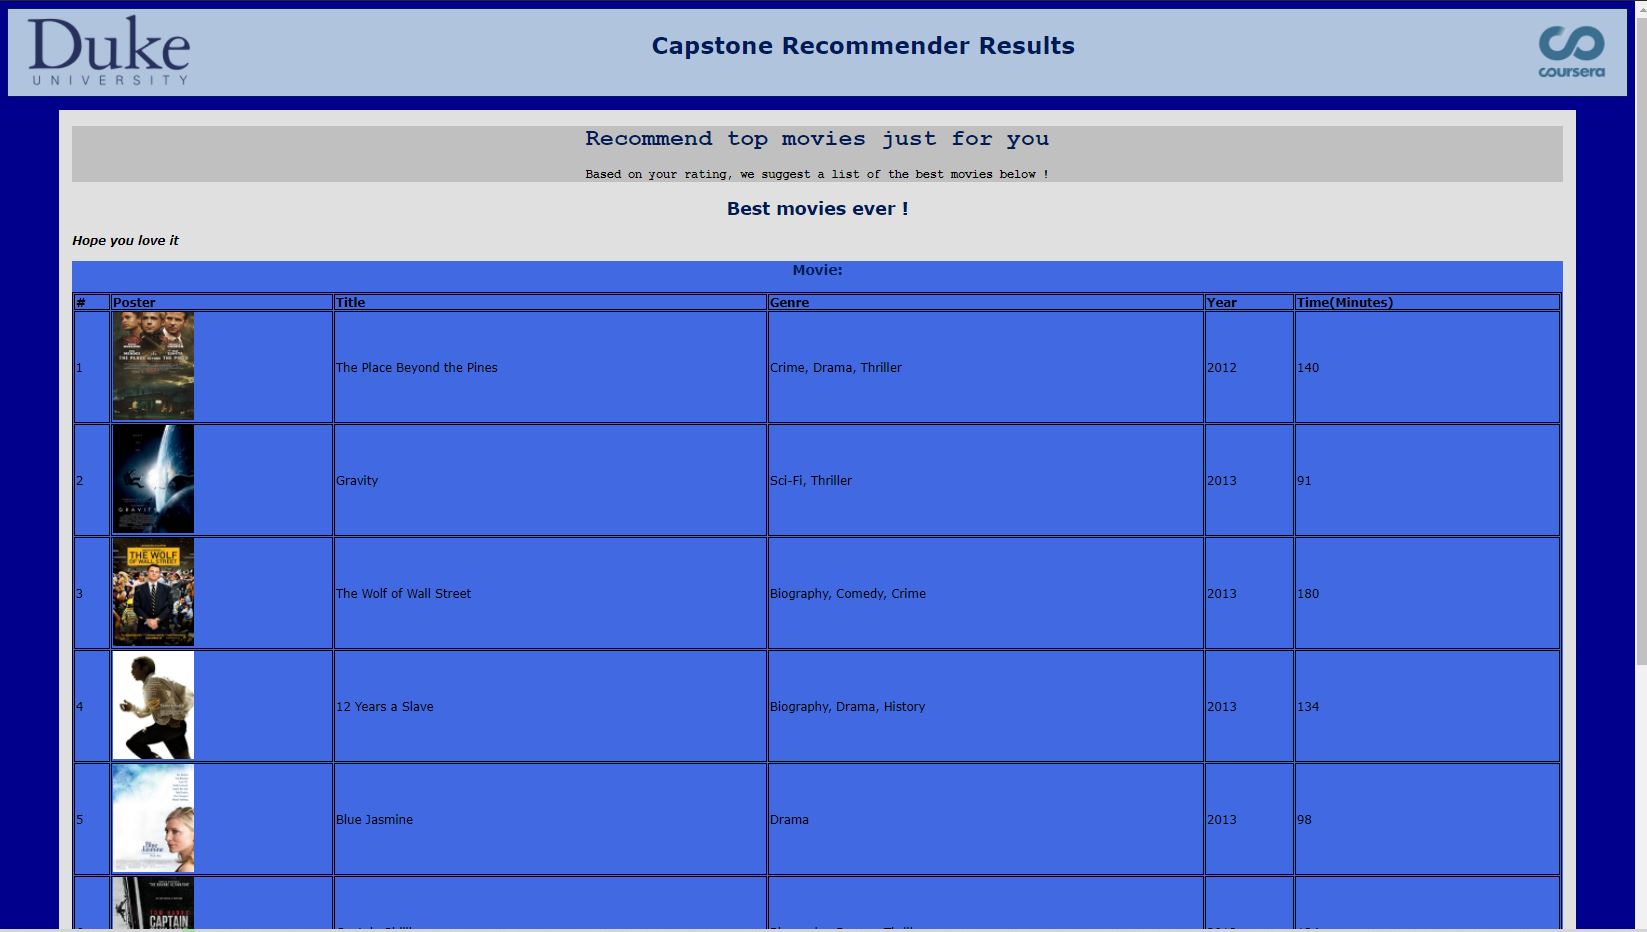 Duke
UNIVERSITY
Capstone Recommender Results
coursera
Recommend top movies just for you
Based on your rating, we suggest a list of the best movies below !
Best movies ever !
Hope you love it
Movie:
# Poster Title Genre Year Time(Minutes)
THE PLACE BEYOND THE PINES
1 The Place Beyond the Pines Crime, Drama, Thriller 2012 140
GRAVITY
2 Gravity Sci-Fi, Thriller 2013 91
THE WOLF
OF WALL STREET
3 The Wolf of Wall Street Biography, Comedy, Crime 2013 180
4 12 Years a Slave Biography, Drama, History 2013 134
Blue
Jasmine
5 Blue Jasmine Drama 2013 98
TOM HANKS
CAPTAIN